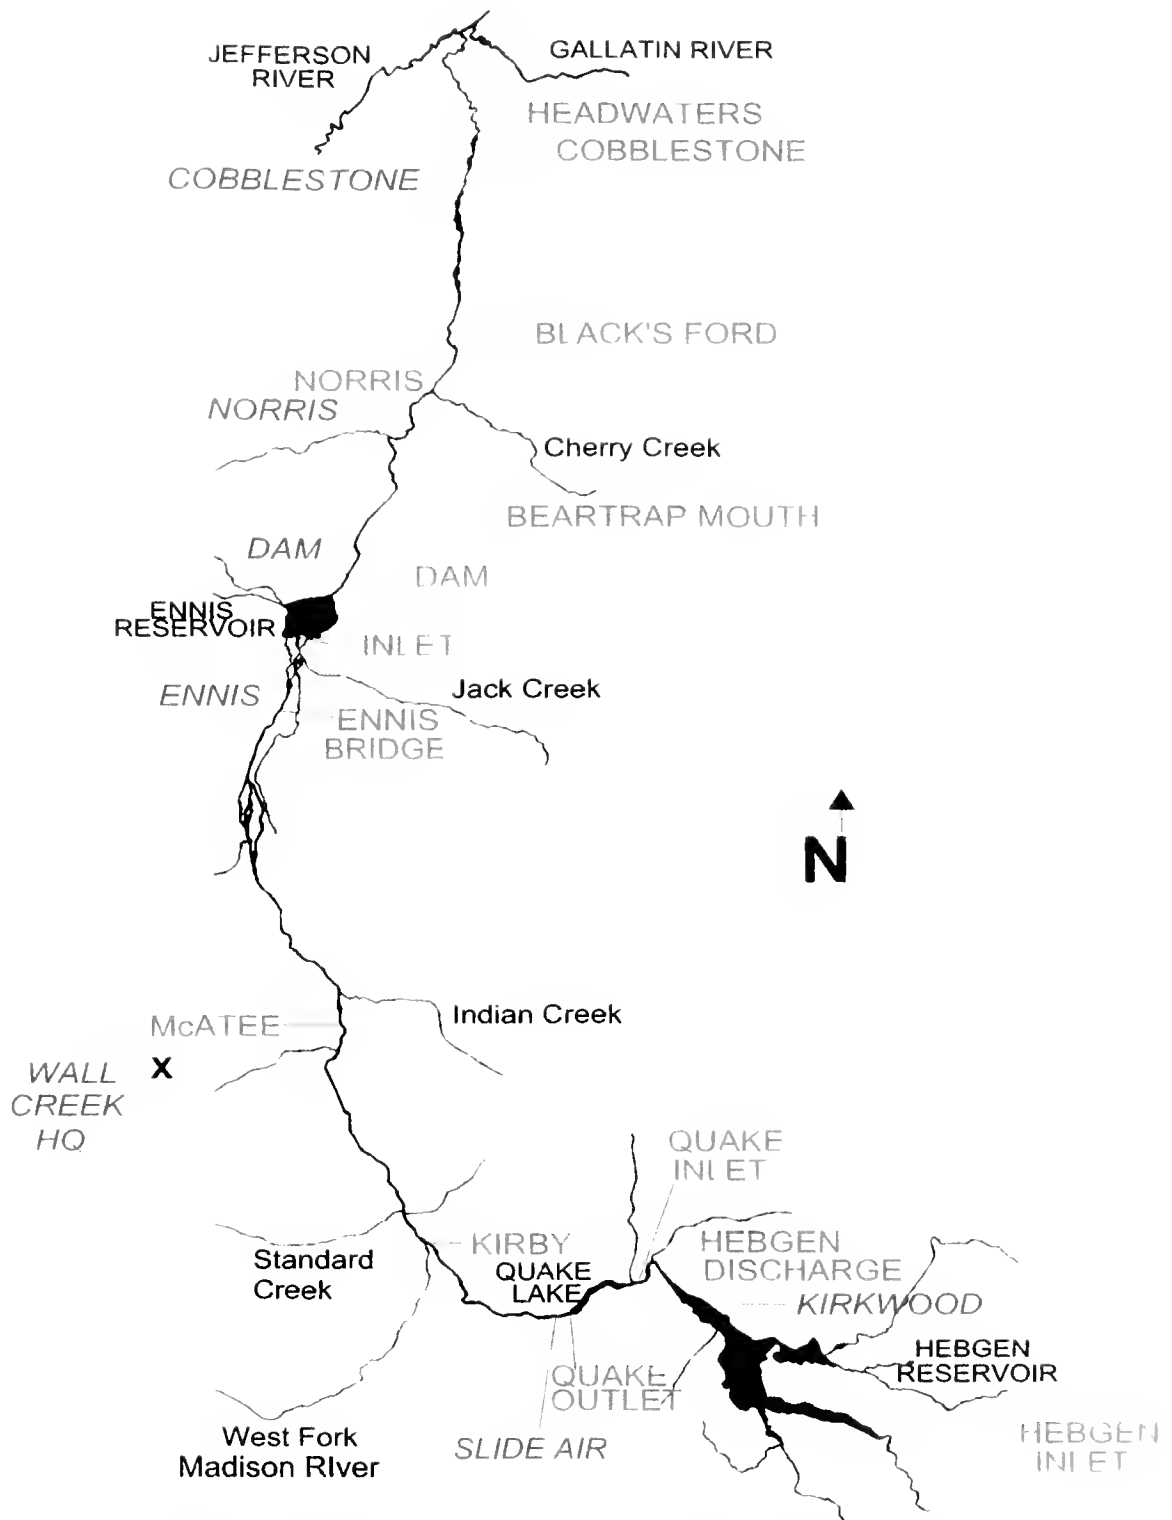 JEFFERSON
RIVER
GALLATIN RIVER
HEADWATERS
COBBLESTONE
COBBLESTONE
BLACK'S FORD
NORRIS
NORRIS
Cherry Creek
BEARTRAP MOUTH
DAM
DAM
ENNIS
RESERVOIR
INLET
ENNIS
Jack Creek
ENNIS
BRIDGE
N
McATEE
Indian Creek
X
WALL
CREEK
HQ
QUAKE
INLET
Standard
Creek
KIRBY
QUAKE
LAKE
HEBGEN
DISCHARGE
KIRKWOOD
HEBGEN
RESERVOIR
QUAKE
OUTLET
SLIDE AIR
West Fork
Madison RIver
HEBGEN
INLET